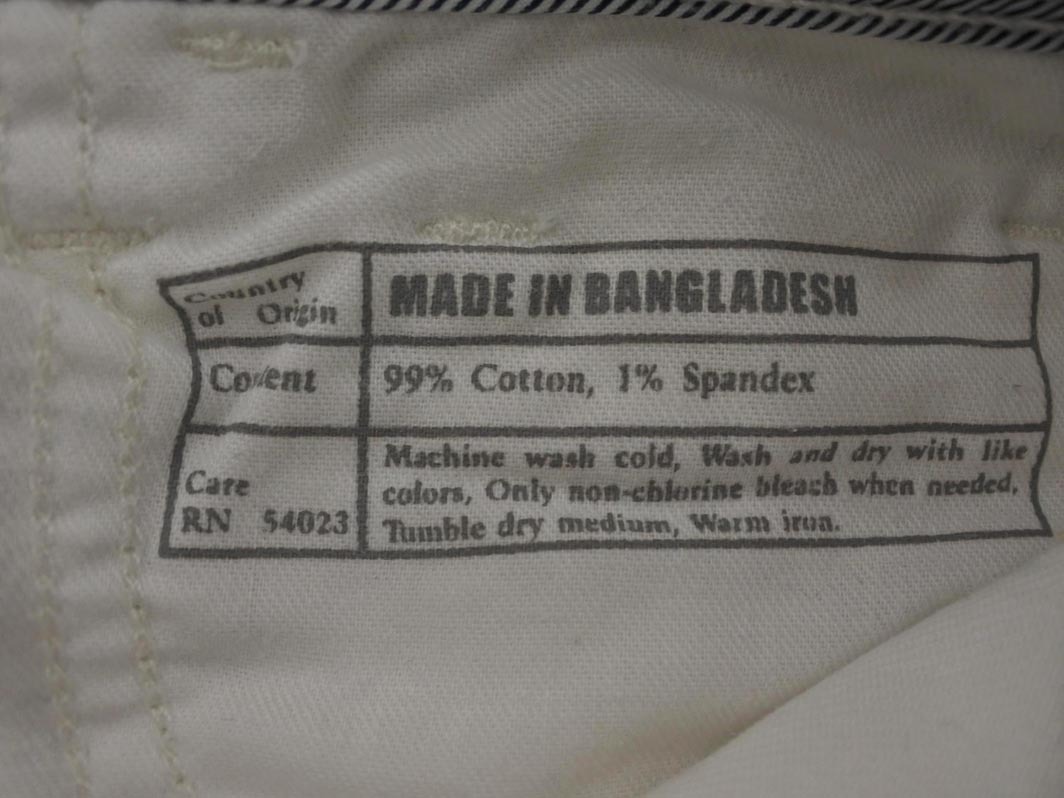 Country
of Origin
MADE IN BANGLADESH
Content
99% Cotton, 1% Spandex
Care
RN 54023
Machine wash cold, Wash and dry with like
colors, Only non-chlorine bleach when needed,
Tumble dry medium, Warm iron.